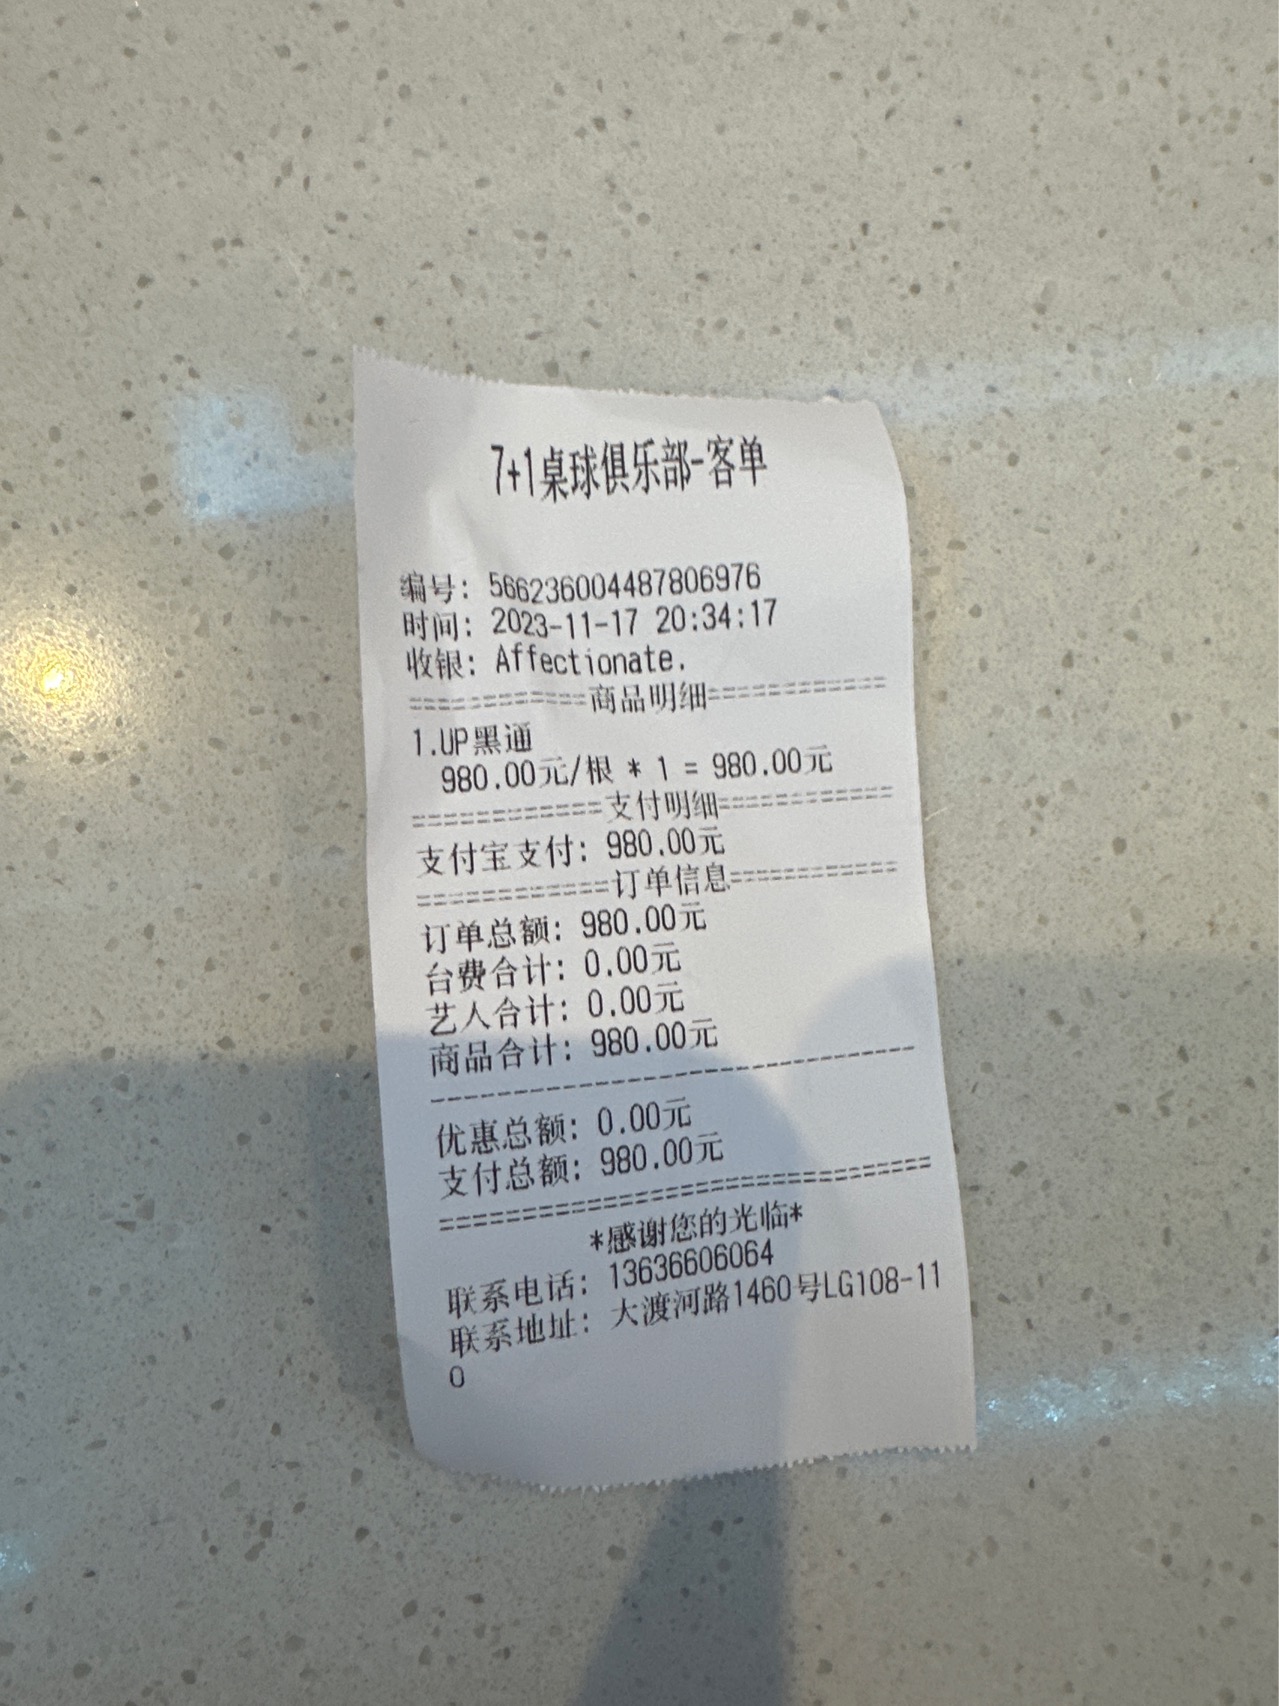 7+1桌球俱乐部-客单
编号: 566236004487806976
时间: 2023-11-17 20:34:17
收银: Affectionate.
===========商品明细===========
1.UP黑通
980.00元/根 * 1 = 980.00元
============支付明细===========
支付宝支付: 980.00元
============订单信息===========
订单总额: 980.00元
台费合计: 0.00元
艺人合计: 0.00元
商品合计: 980.00元
------------------------------
优惠总额: 0.00元
支付总额: 980.00元
==============================
*感谢您的光临*
联系电话: 13636606064
联系地址: 大渡河路1460号LG108-11
0